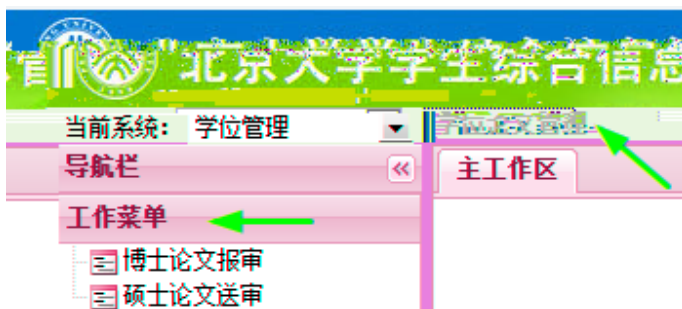 北京大学学生综合信息
当前系统： 学位管理
导航栏
主工作区
工作菜单
博士论文报审
硕士论文送审